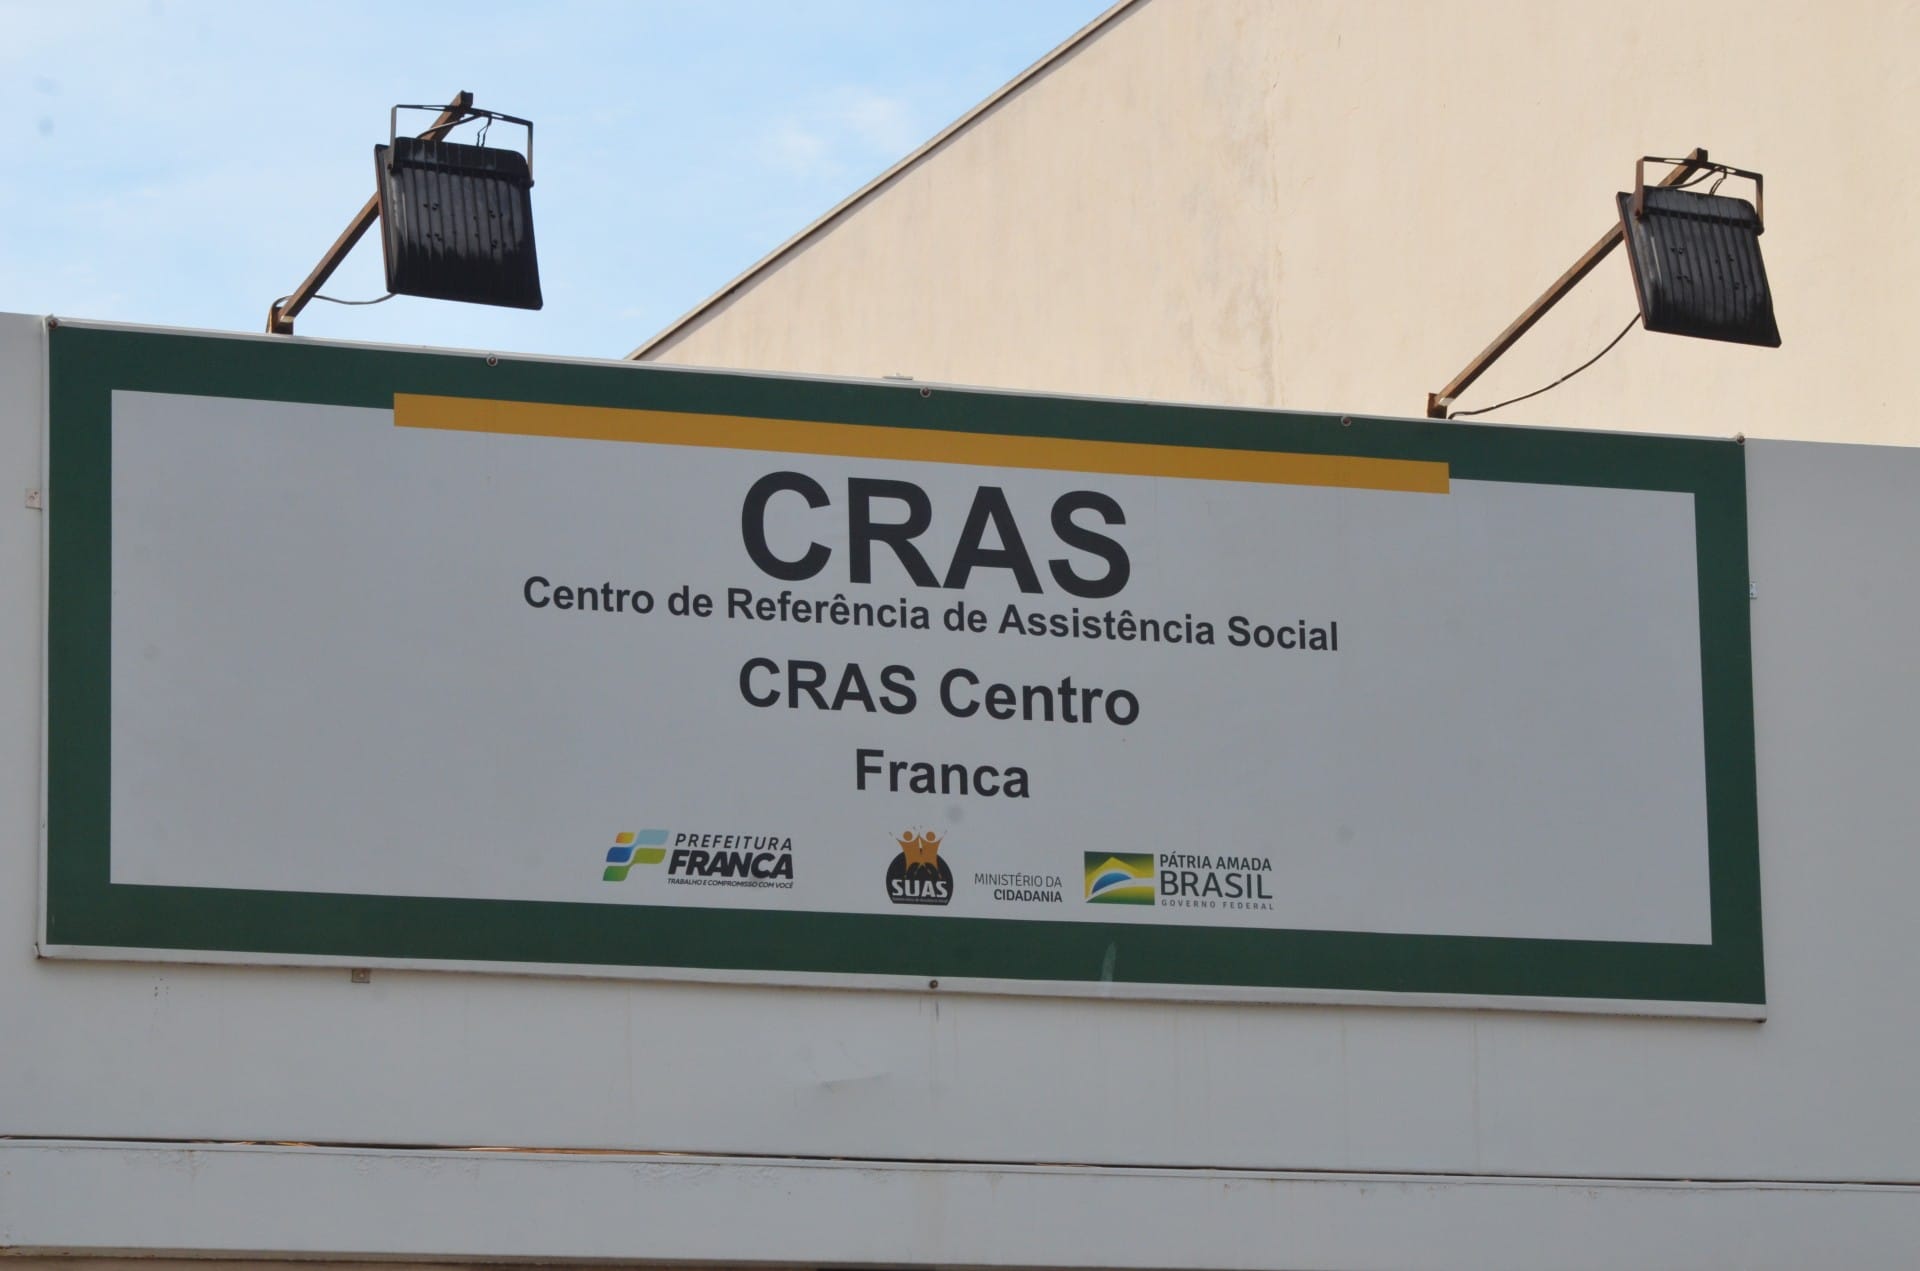 CRAS
Centro de Referência de Assistência Social
CRAS Centro
Franca
PREFEITURA
FRANCA
TRABALHO E COMPROMISSO COM VOCÊ
SUAS
MINISTÉRIO DA
CIDADANIA
PÁTRIA AMADA
BRASIL
GOVERNO FEDERAL